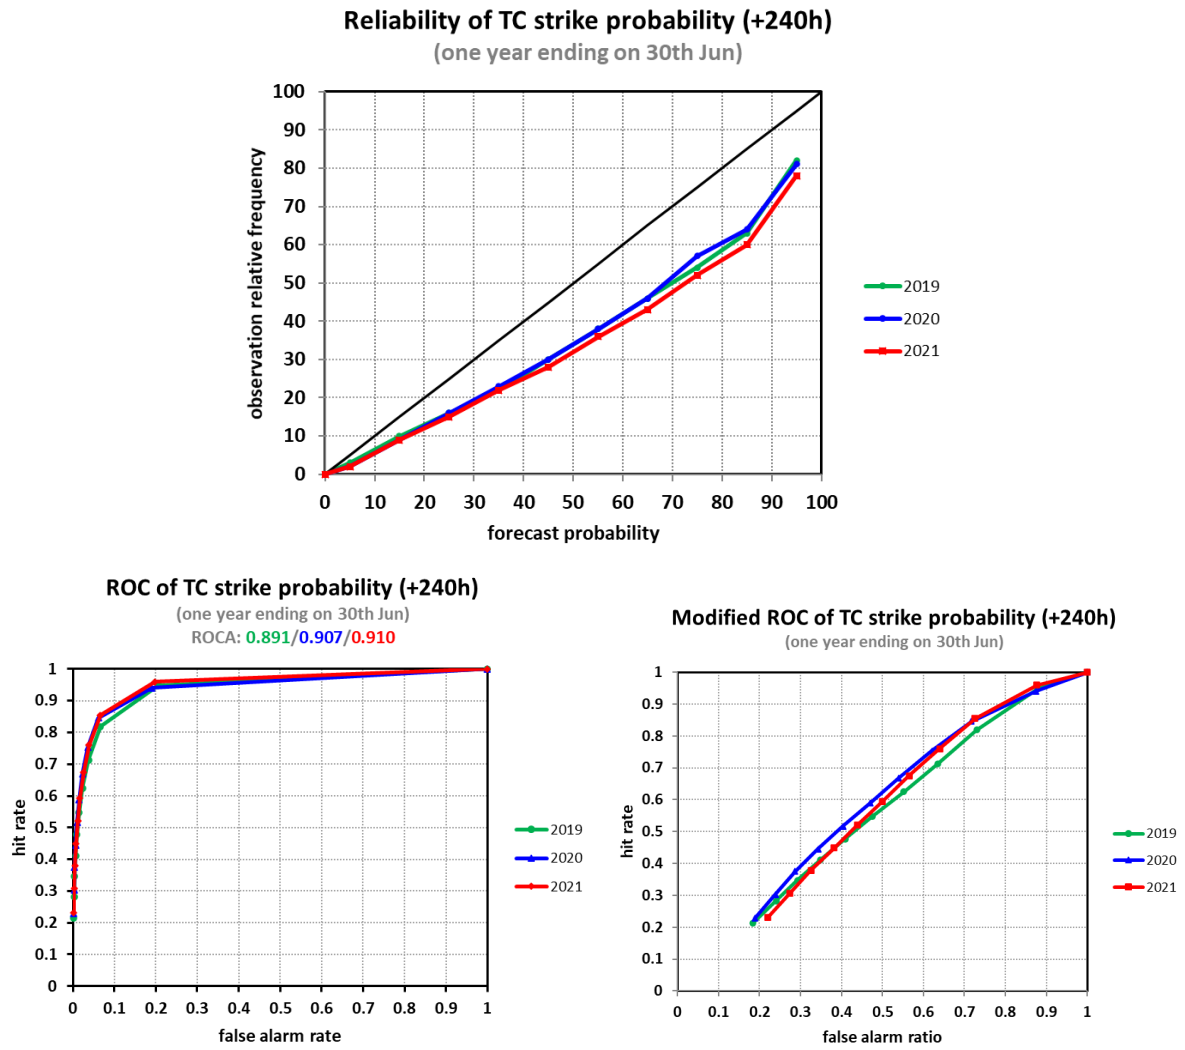 Reliability of TC strike probability (+240h)
(one year ending on 30th Jun)
100
90
80
70
60
50
40
30
20
10
0
observation relative frequency
0 10 20 30 40 50 60 70 80 90 100
forecast probability
2019
2020
2021
ROC of TC strike probability (+240h)
(one year ending on 30th Jun)
ROCA: 0.891/0.907/0.910
1
0.9
0.8
0.7
0.6
0.5
0.4
0.3
0.2
0.1
0
hit rate
0 0.1 0.2 0.3 0.4 0.5 0.6 0.7 0.8 0.9 1
false alarm rate
2019
2020
2021
Modified ROC of TC strike probability (+240h)
(one year ending on 30th Jun)
1
0.9
0.8
0.7
0.6
0.5
0.4
0.3
0.2
0.1
0
hit rate
0 0.1 0.2 0.3 0.4 0.5 0.6 0.7 0.8 0.9 1
false alarm ratio
2019
2020
2021